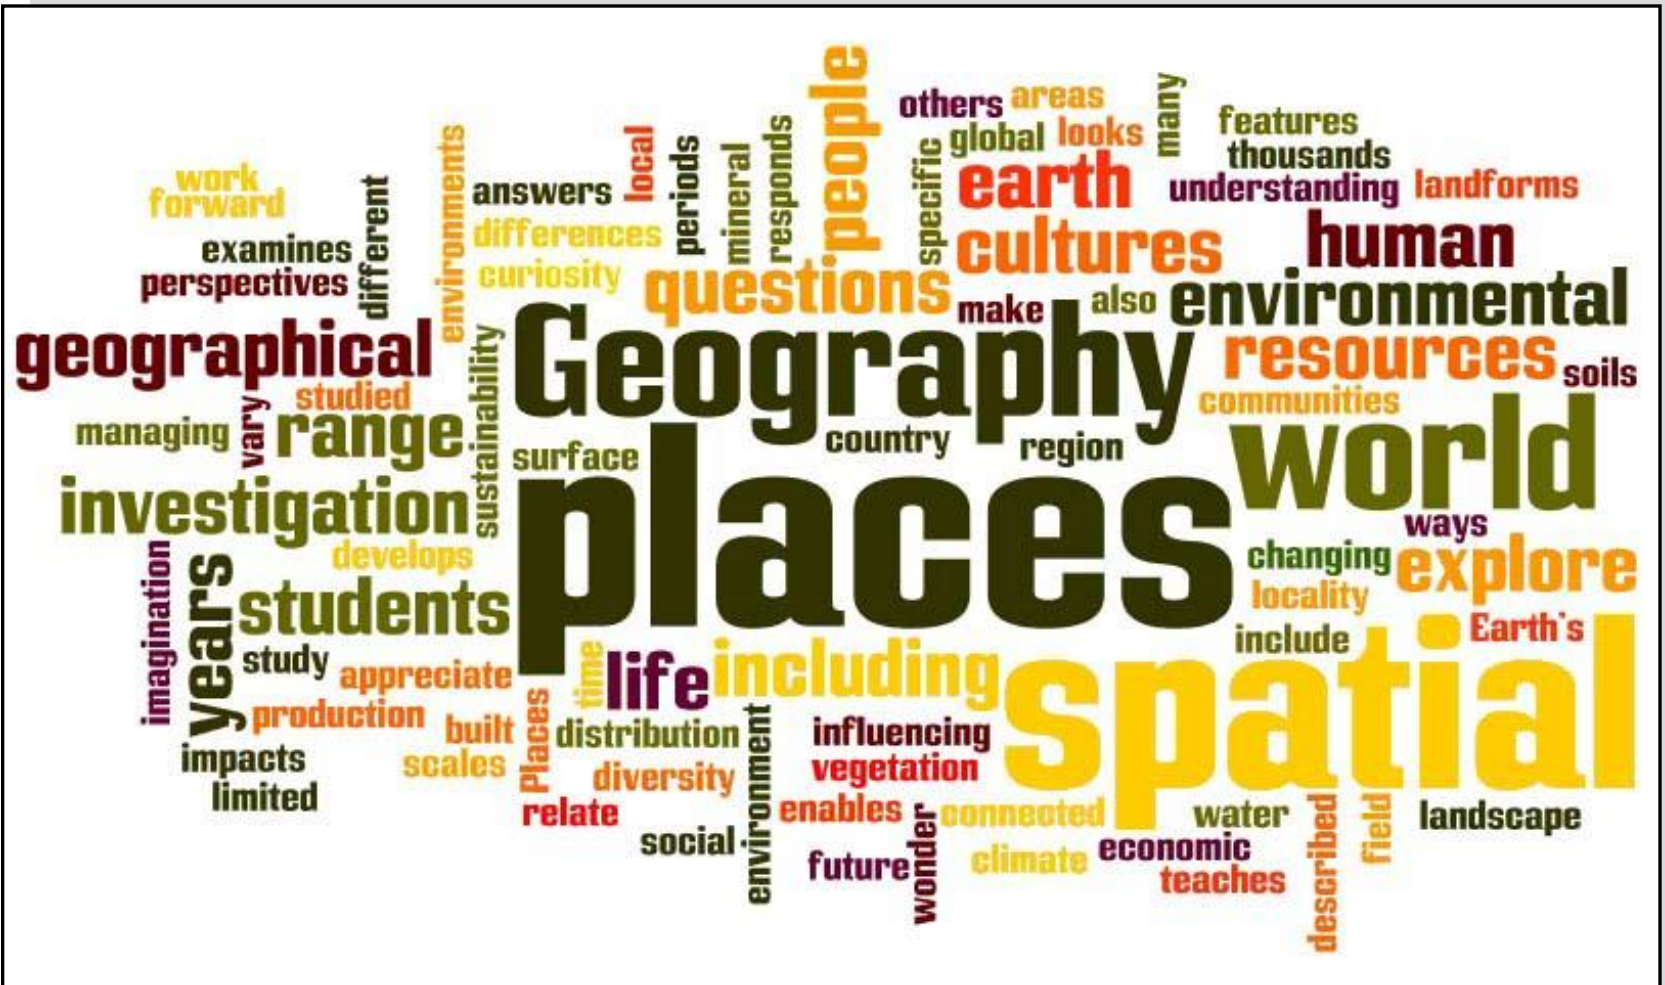 people
others
areas
many
global
looks
features
thousands
environments
local
periods
mineral
responds
specific
earth
understanding
landforms
work
forward
different
answers
differences
curiosity
cultures
human
examines
perspectives
questions
make
also
environmental
geographical
studied
sustainability
Geography
resources
soils
communities
managing
vary
range
surface
country
region
world
investigation
places
ways
develops
changing
explore
locality
imagination
years
students
include
Earth's
study
appreciate
time
life
including
spatial
production
built
Places
distribution
influencing
impacts
scales
diversity
environment
vegetation
limited
relate
enables
connected
water
described
field
landscape
social
future
wonder
climate
economic
teaches